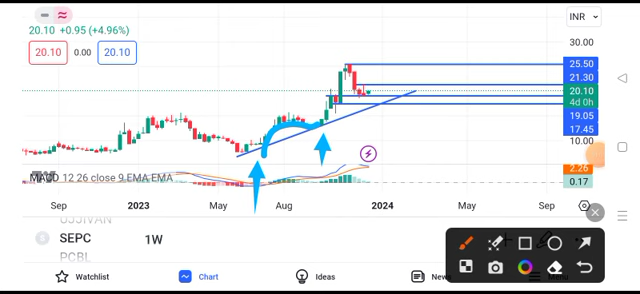 INR
20.10 +0.95 (+4.96%)
20.10 0.00 20.10
30.00
25.50
21.30
20.10
4d 0h
19.05
17.45
10.00
2.26
MACD 12 26 close 9 EMA EMA
0.17
Sep 2023 May Aug 2024 May
UJJIVAN
SEPC 1W
PCBL
Watchlist Chart Ideas News Menu